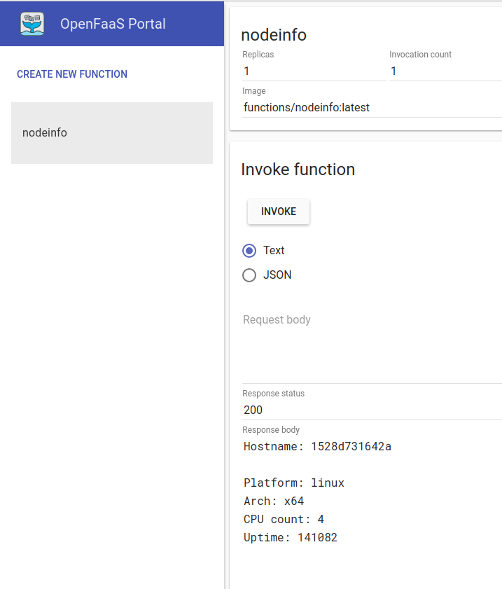 OpenFaaS Portal
CREATE NEW FUNCTION
nodeinfo
nodeinfo
Replicas Invocation count
1 1
Image
functions/nodeinfo:latest
Invoke function
INVOKE
Text
JSON
Request body
Response status
200
Response body
Hostname: 1528d731642a
Platform: linux
Arch: x64
CPU count: 4
Uptime: 141082